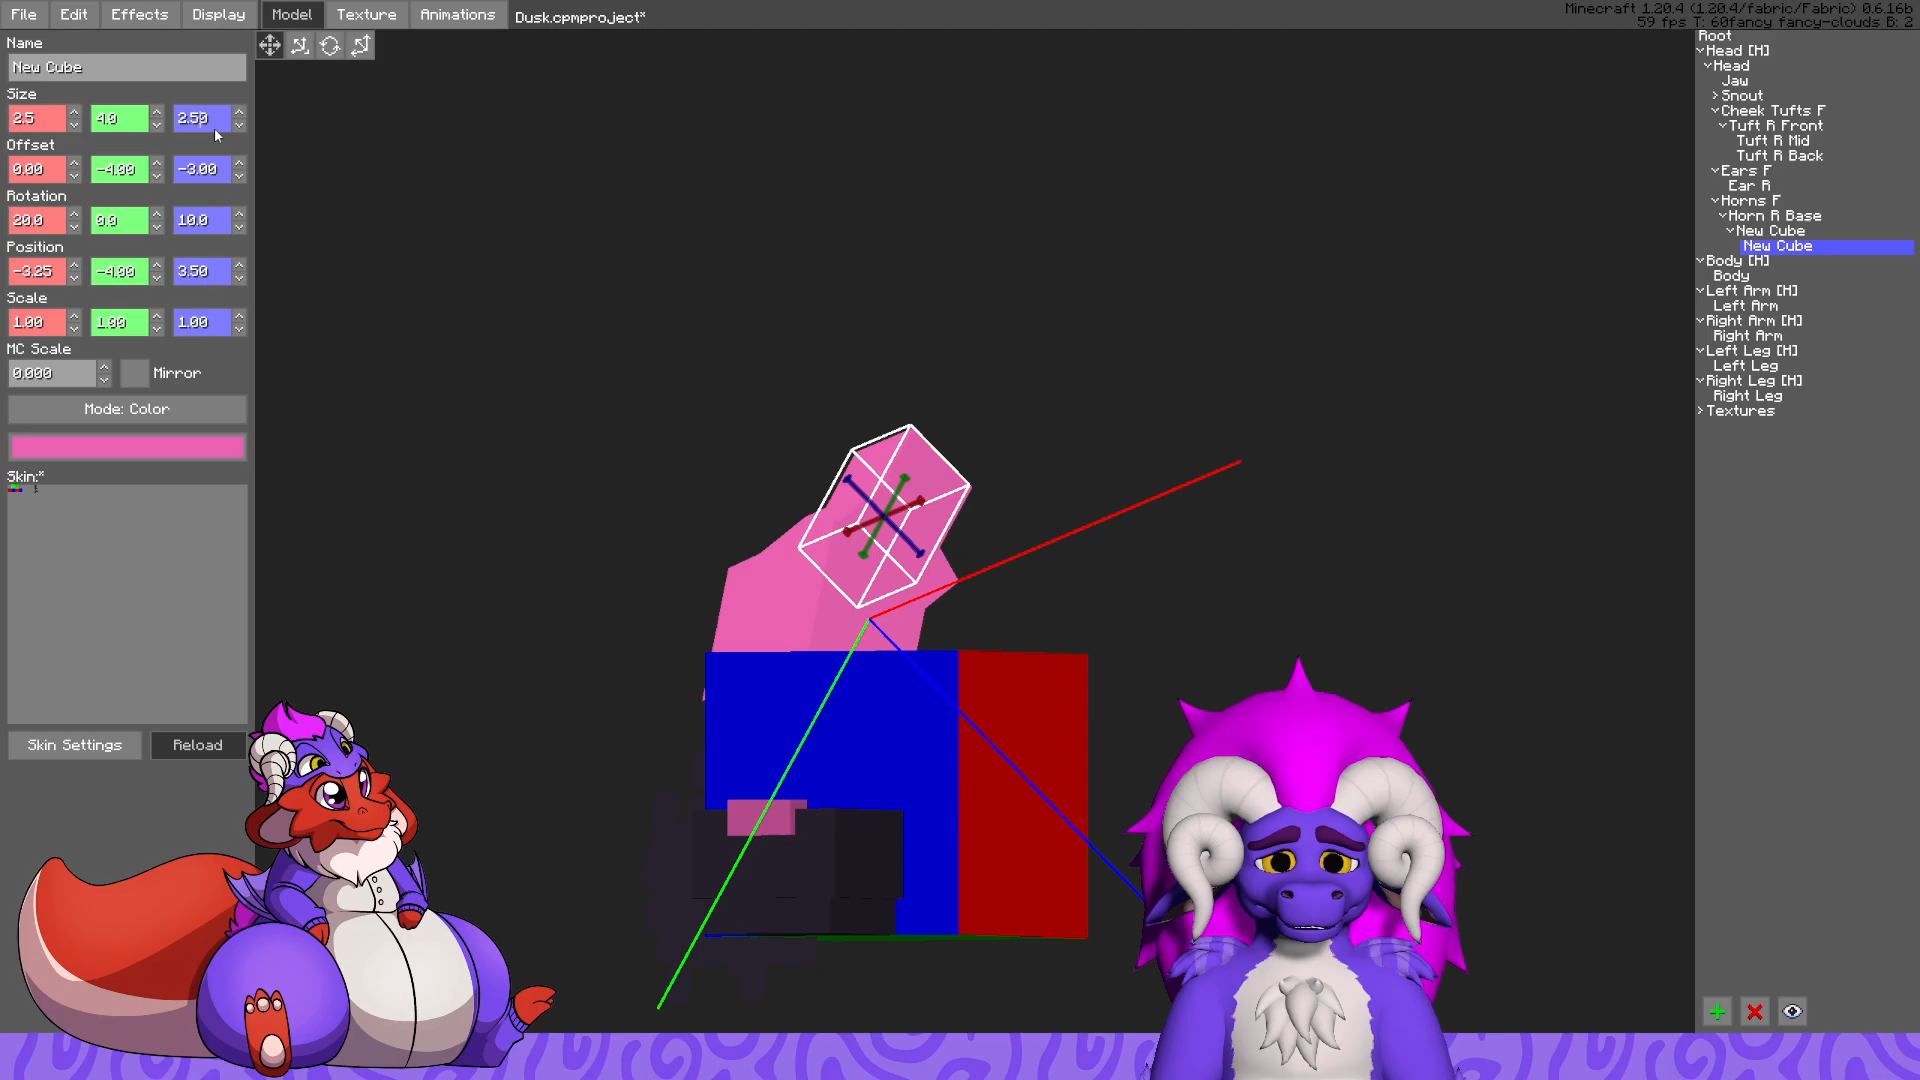 File Edit Effects Display Model Texture Animations Dusk.cpmproject*
Minecraft 1.20.4 (1.20.4/fabric/Fabric) 0.6.16b
59 fps T: 60fancy fancy-clouds B: 2
Name
New Cube
Size
2.5 4.0 2.50
Offset
0.00 -4.00 -3.00
Rotation
20.0 0.0 10.0
Position
-3.25 -4.00 3.50
Scale
1.00 1.00 1.00
MC Scale
0.000 Mirror
Mode: Color
Skin:*
Skin Settings Reload
Root
Head [H]
Head
Jaw
Snout
Cheek Tufts F
Tuft R Front
Tuft R Mid
Tuft R Back
Ears F
Ear R
Horns F
Horn R Base
New Cube
New Cube
Body [H]
Body
Left Arm [H]
Left Arm
Right Arm [H]
Right Arm
Left Leg [H]
Left Leg
Right Leg [H]
Right Leg
Textures